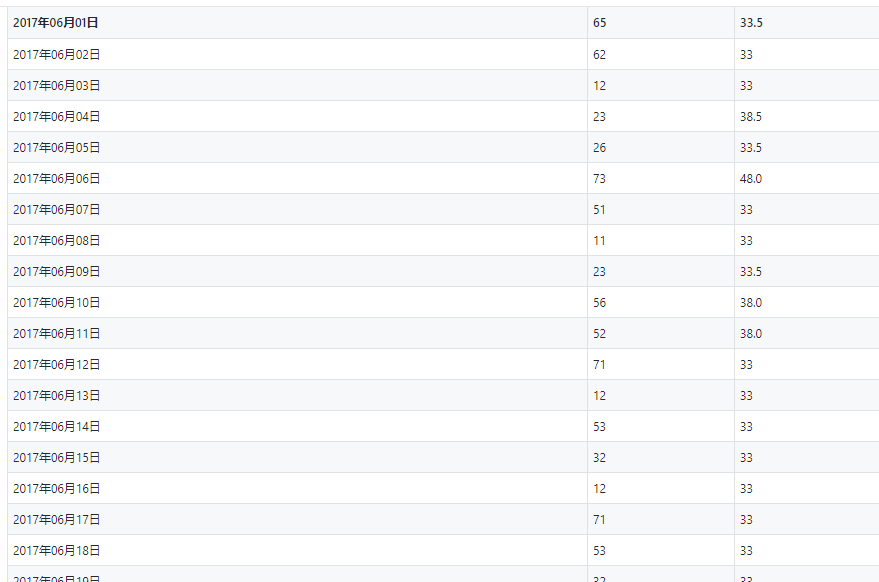 2017年06月01日 65 33.5
2017年06月02日 62 33
2017年06月03日 12 33
2017年06月04日 23 38.5
2017年06月05日 26 33.5
2017年06月06日 73 48.0
2017年06月07日 51 33
2017年06月08日 11 33
2017年06月09日 23 33.5
2017年06月10日 56 38.0
2017年06月11日 52 38.0
2017年06月12日 71 33
2017年06月13日 12 33
2017年06月14日 53 33
2017年06月15日 32 33
2017年06月16日 12 33
2017年06月17日 71 33
2017年06月18日 53 33
2017年06月19日 32 33